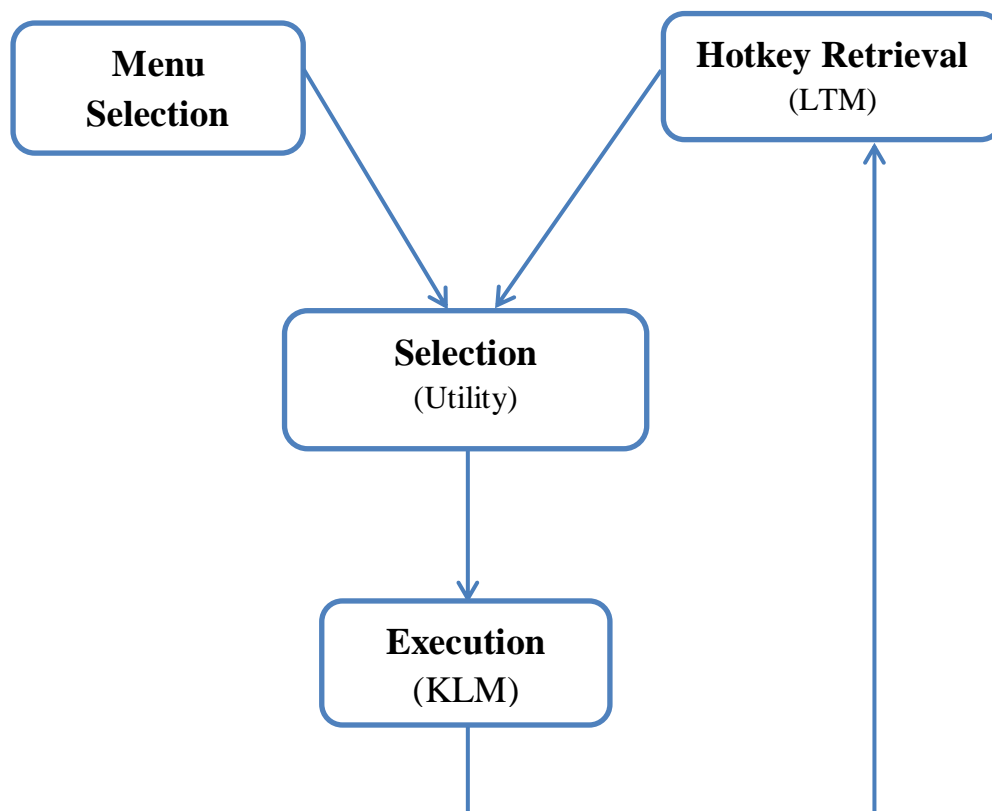 Menu
Selection
Hotkey Retrieval
(LTM)
Selection
(Utility)
Execution
(KLM)